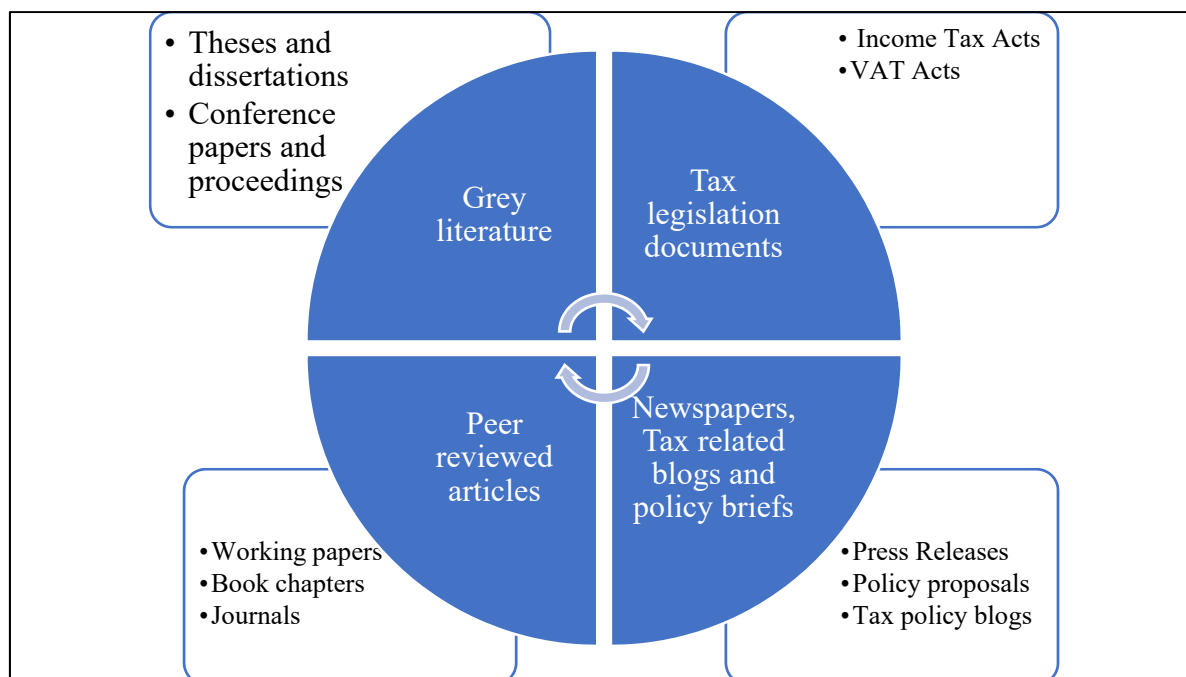 • Theses and
dissertations
• Conference
papers and
proceedings
• Income Tax Acts
• VAT Acts
Grey
literature
Tax
legislation
documents
Peer
reviewed
articles
Newspapers,
Tax related
blogs and
policy briefs
• Working papers
• Book chapters
• Journals
• Press Releases
• Policy proposals
• Tax policy blogs